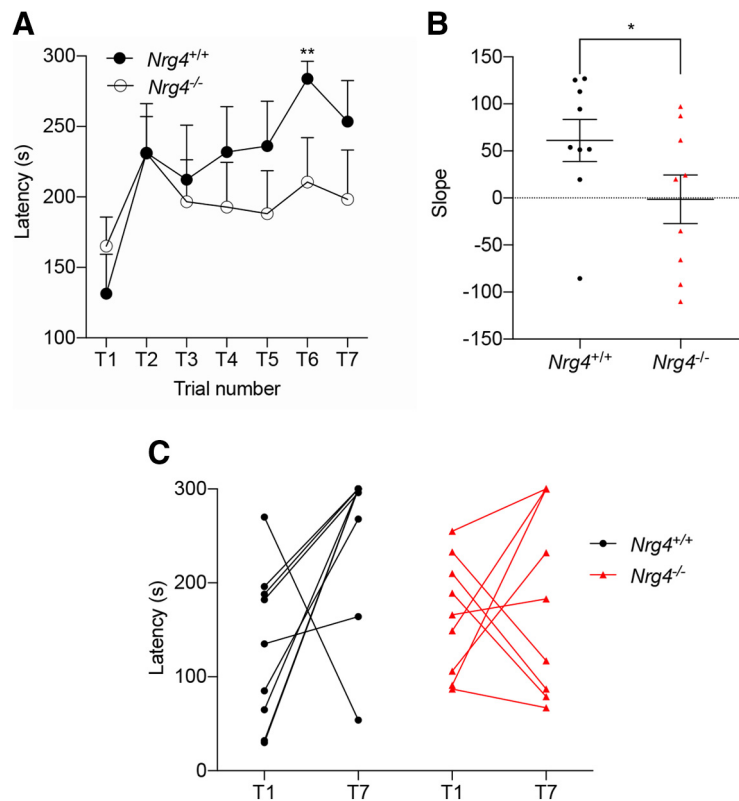 A
300
250
200
150
100
Latency (s)
Nrg4+/+
Nrg4-/-
**
T1 T2 T3 T4 T5 T6 T7
Trial number
B
*
150
100
50
0
-50
-100
-150
Slope
Nrg4+/+ Nrg4-/-
C
300
200
100
0
Latency (s)
T1 T7 T1 T7
Nrg4+/+
Nrg4-/-